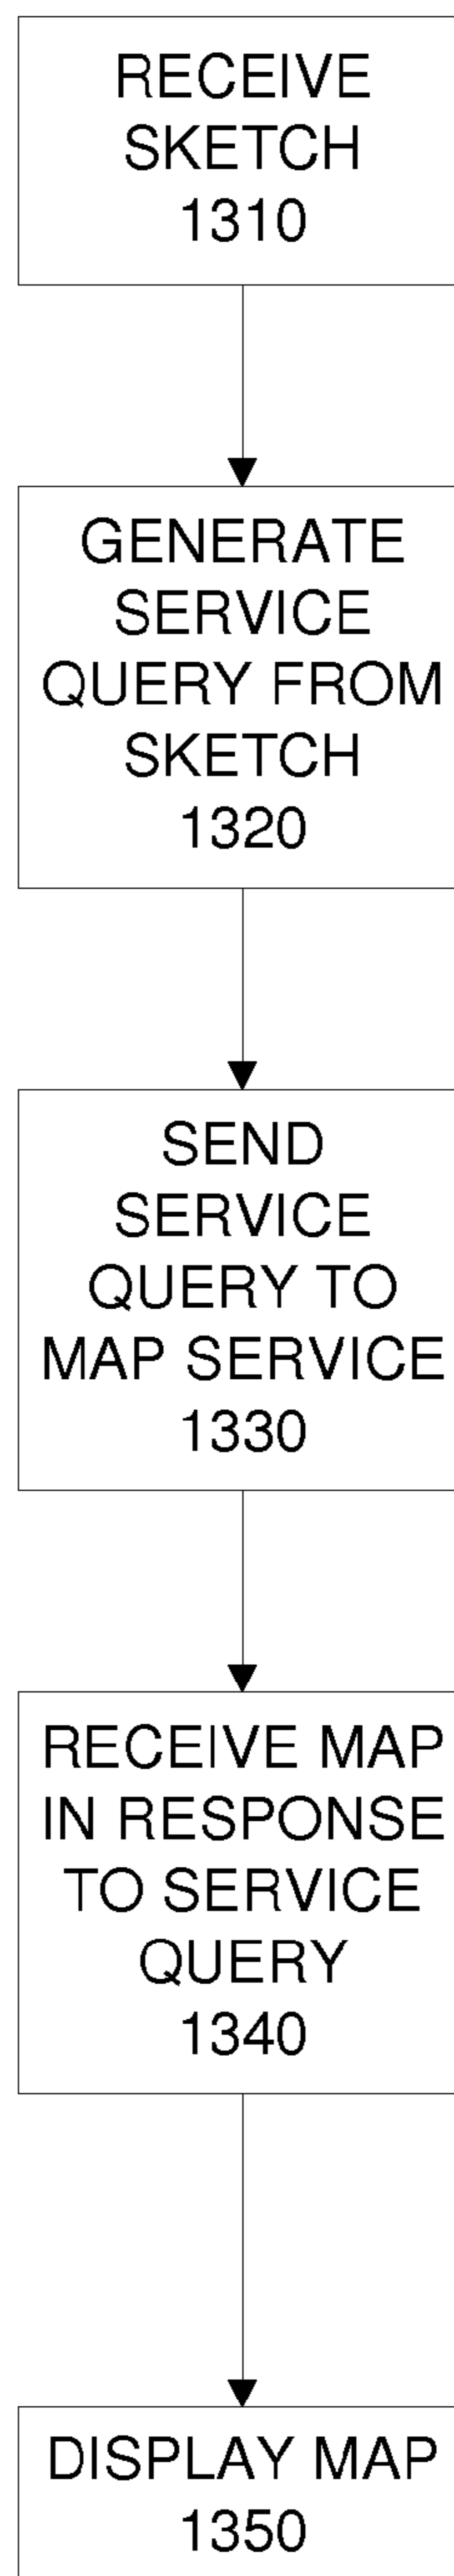 RECEIVE
SKETCH
1310
GENERATE
SERVICE
QUERY FROM
SKETCH
1320
SEND
SERVICE
QUERY TO
MAP SERVICE
1330
RECEIVE MAP
IN RESPONSE
TO SERVICE
QUERY
1340
DISPLAY MAP
1350